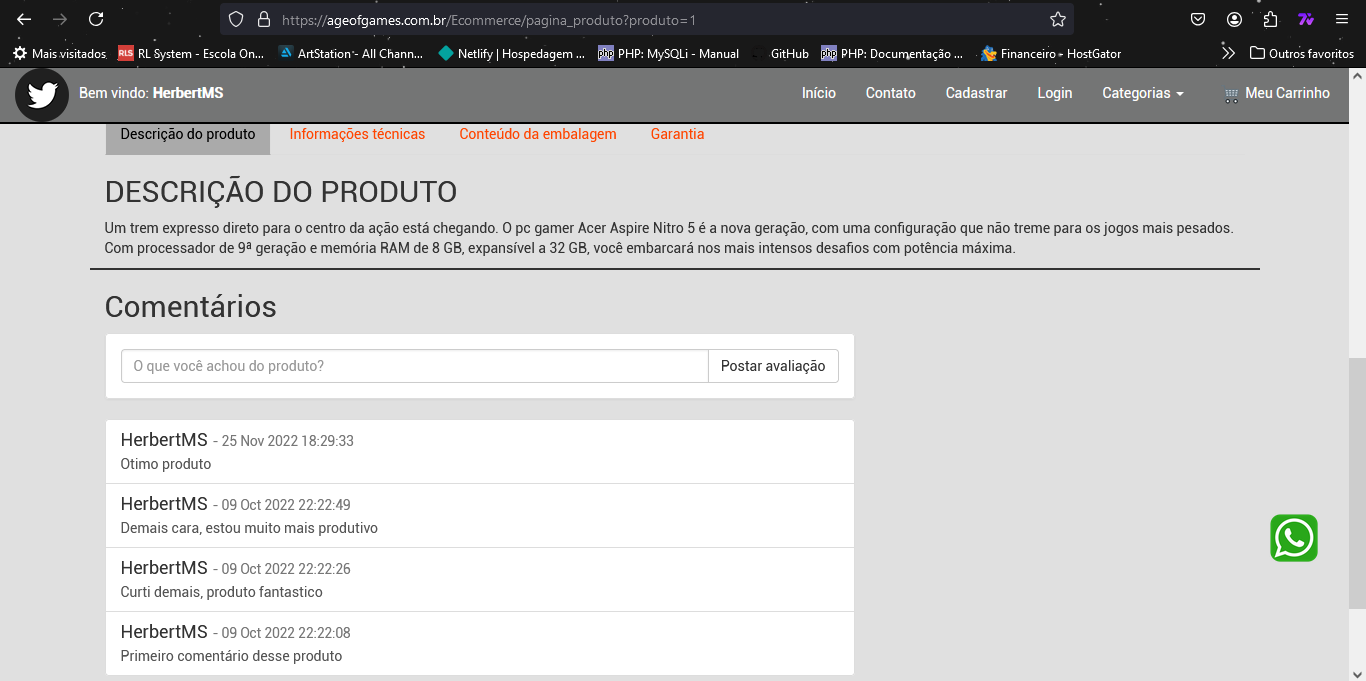 https://ageofgames.com.br/Ecommerce/pagina_produto?produto=1
Mais visitados RLS RL System - Escola On... ArtStation - All Chann... Netlify | Hospedagem ... php PHP: MySQLi - Manual GitHub php PHP: Documentação ... Financeiro - HostGator Outros favoritos
Bem vindo: HerbertMS Início Contato Cadastrar Login Categorias Meu Carrinho
Descrição do produto Informações técnicas Conteúdo da embalagem Garantia
DESCRIÇÃO DO PRODUTO
Um trem expresso direto para o centro da ação está chegando. O pc gamer Acer Aspire Nitro 5 é a nova geração, com uma configuração que não treme para os jogos mais pesados.
Com processador de 9ª geração e memória RAM de 8 GB, expansível a 32 GB, você embarcará nos mais intensos desafios com potência máxima.
Comentários
O que você achou do produto? Postar avaliação
HerbertMS - 25 Nov 2022 18:29:33
Otimo produto
HerbertMS - 09 Oct 2022 22:22:49
Demais cara, estou muito mais produtivo
HerbertMS - 09 Oct 2022 22:22:26
Curti demais, produto fantastico
HerbertMS - 09 Oct 2022 22:22:08
Primeiro comentário desse produto